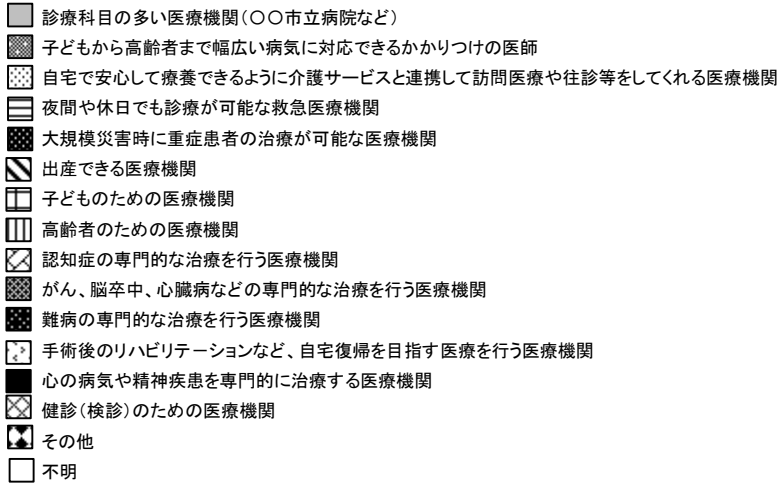 診療科目の多い医療機関（〇〇市立病院など）
子どもから高齢者まで幅広い病気に対応できるかかりつけの医師
自宅で安心して療養できるように介護サービスと連携して訪問医療や往診等をしてくれる医療機関
夜間や休日でも診療が可能な救急医療機関
大規模災害時に重症患者の治療が可能な医療機関
出産できる医療機関
子どものための医療機関
高齢者のための医療機関
認知症の専門的な治療を行う医療機関
がん、脳卒中、心臓病などの専門的な治療を行う医療機関
難病の専門的な治療を行う医療機関
手術後のリハビリテーションなど、自宅復帰を目指す医療を行う医療機関
心の病気や精神疾患を専門的に治療する医療機関
健診（検診）のための医療機関
その他
不明